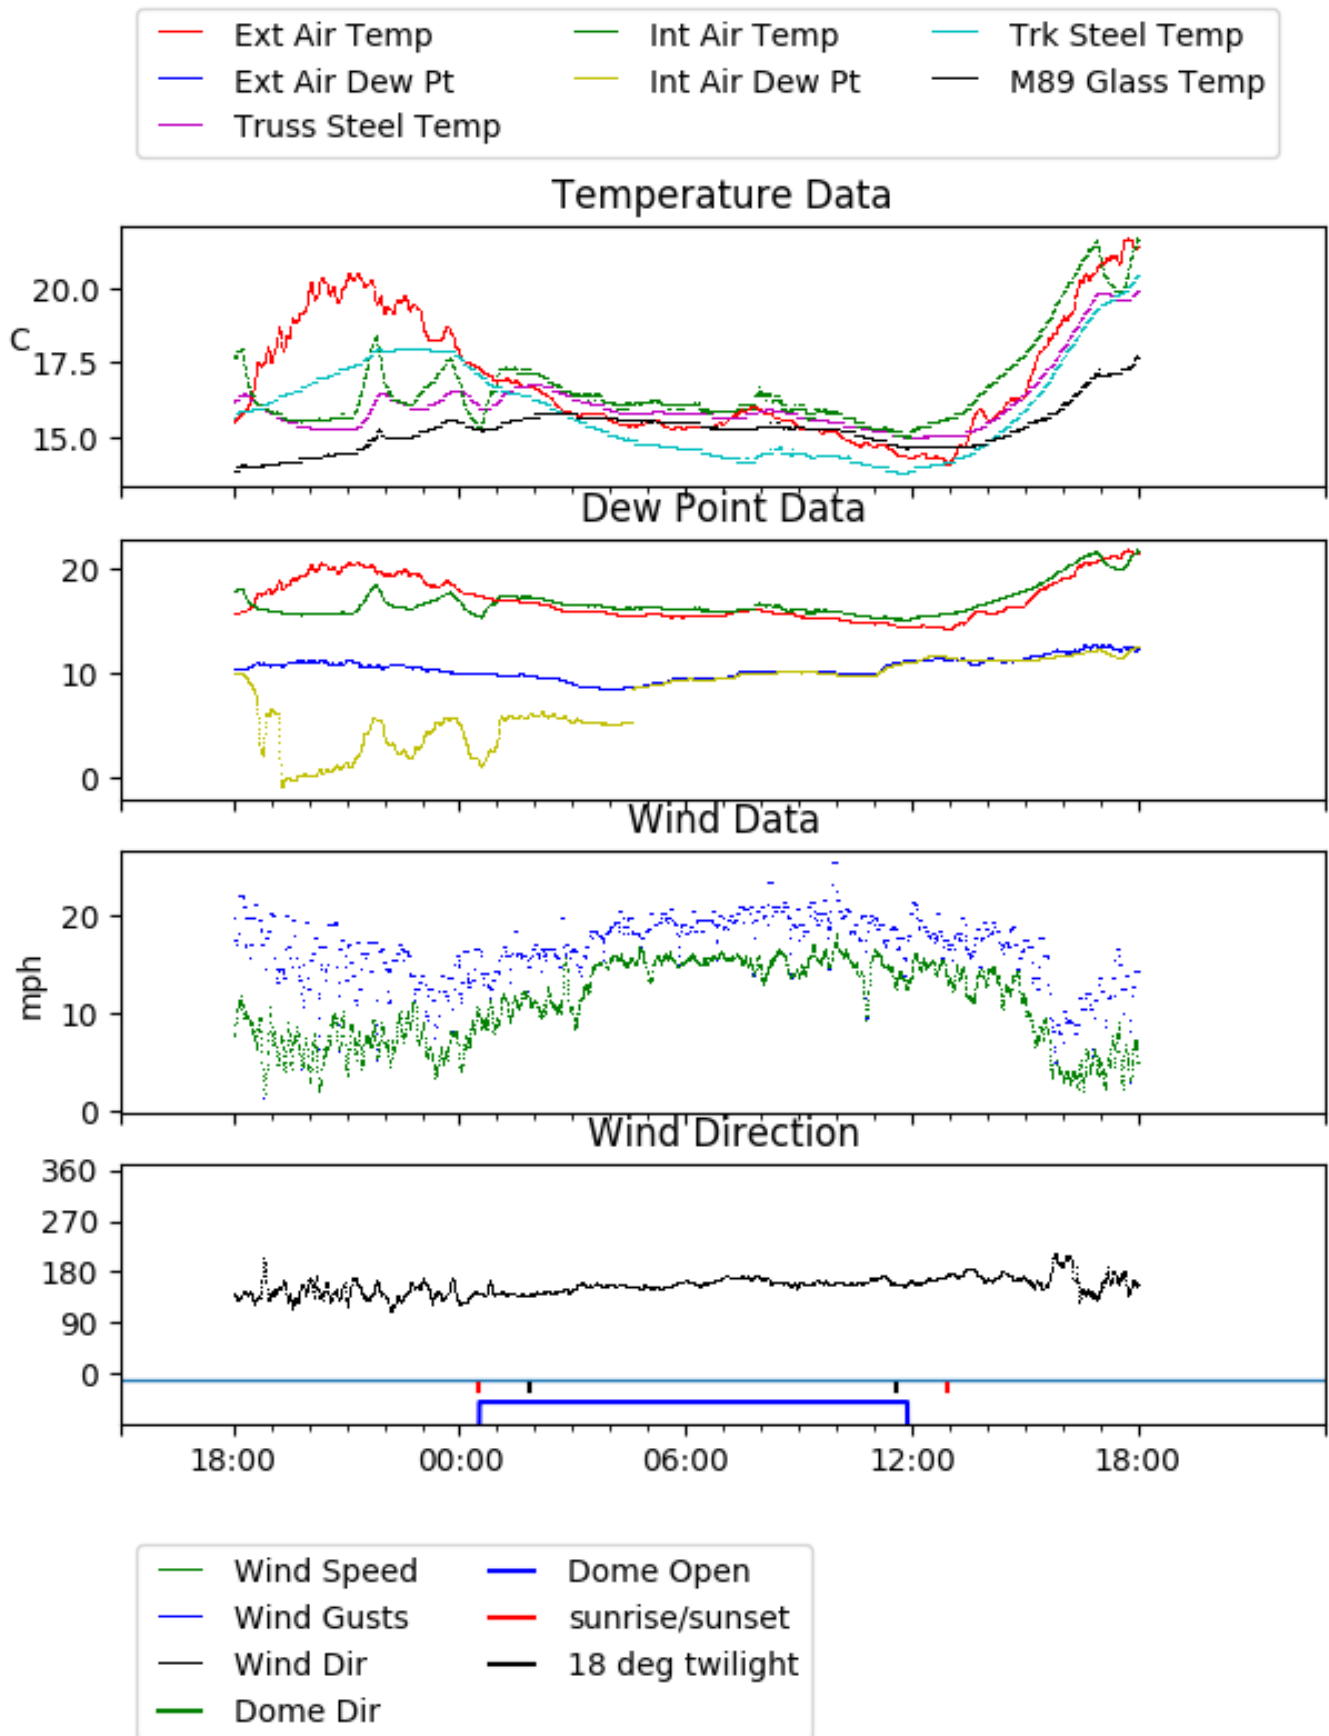 Ext Air Temp Int Air Temp Trk Steel Temp
Ext Air Dew Pt Int Air Dew Pt M89 Glass Temp
Truss Steel Temp
Temperature Data
20.0
C
17.5
15.0
Dew Point Data
20
10
0
Wind Data
20
mph
10
0
Wind Direction
360
270
180
90
0
18:00 00:00 06:00 12:00 18:00
Wind Speed Dome Open
Wind Gusts sunrise/sunset
Wind Dir 18 deg twilight
Dome Dir